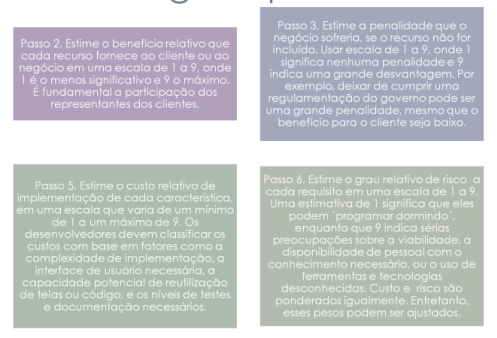 Passo 2. Estime o benefício relativo que
cada recurso fornece ao cliente ou ao
negócio em uma escala de 1 a 9, onde
1 é o menos significativo e 9 o máximo.
É fundamental a participação dos
representantes dos clientes.
Passo 3. Estime a penalidade que o
negócio sofreria, se o recurso não for
incluído. Usar escala de 1 a 9, onde 1
significa nenhuma penalidade e 9
indica uma grande desvantagem. Por
exemplo, deixar de cumprir uma
regulamentação do governo pode ser
uma grande penalidade, mesmo que o
benefício para o cliente seja baixo.
Passo 5. Estime o custo relativo de
implementação de cada característica,
em uma escala que varia de um mínimo
de 1 a um máximo de 9. Os
desenvolvedores devem classificar os
custos com base em fatores como a
complexidade de implementação, a
interface de usuário necessária, a
capacidade potencial de reutilização
de telas ou código, e os níveis de testes
e documentação necessários.
Passo 6. Estime o grau relativo de risco a
cada requisito em uma escala de 1 a 9.
Uma estimativa de 1 significa que eles
podem ´programar dormindo´,
enquanto que 9 indica sérias
preocupações sobre a viabilidade, a
disponibilidade de pessoal com o
conhecimento necessário, ou o uso de
ferramentas e tecnologias
desconhecidas. Custo e risco são
ponderados igualmente. Entretanto,
esses pesos podem ser ajustados.